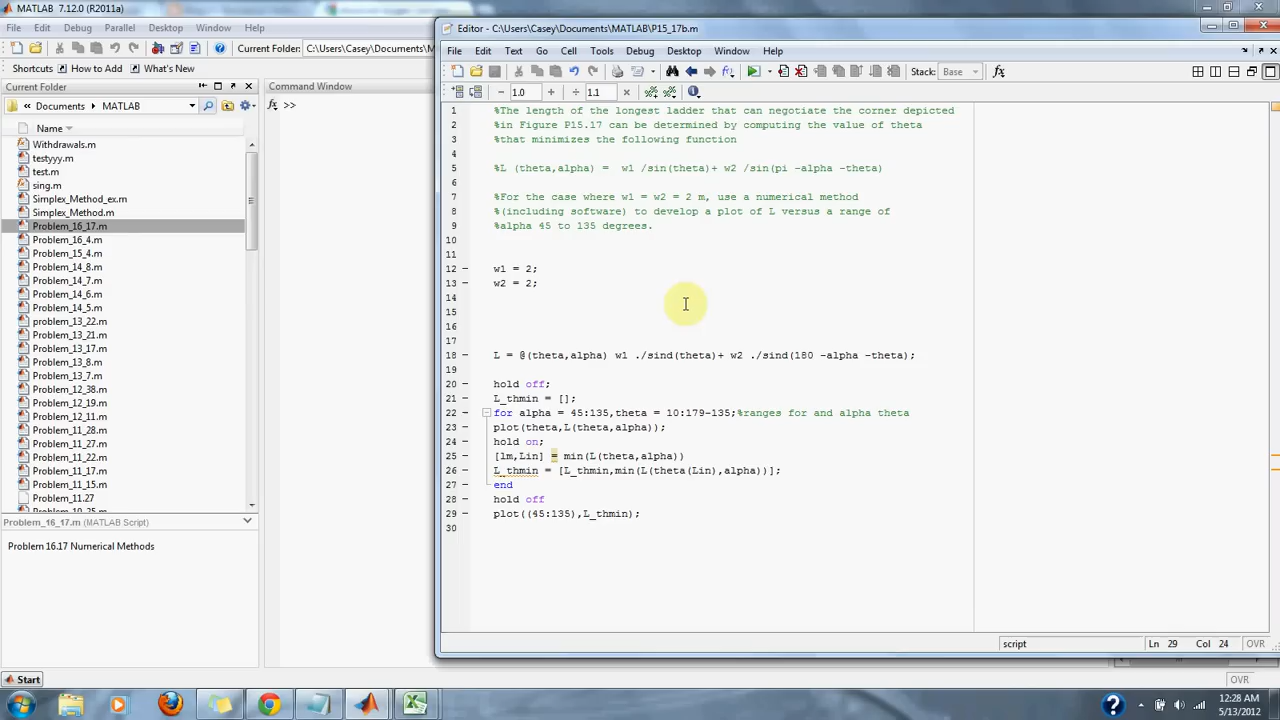 MATLAB 7.12.0 (R2011a)
File Edit Debug Parallel Desktop Window Help
Current Folder: C:\Users\Casey\Documents\MATLAB
Shortcuts How to Add What's New
Current Folder
Documents MATLAB
Name
Withdrawals.m
testyyy.m
test.m
sing.m
Simplex_Method_ex.m
Simplex_Method.m
Problem_16_17.m
Problem_16_4.m
Problem_15_4.m
Problem_14_8.m
Problem_14_7.m
Problem_14_6.m
Problem_14_5.m
problem_13_22.m
Problem_13_21.m
Problem_13_17.m
Problem_13_8.m
Problem_13_7.m
Problem_12_38.m
Problem_12_19.m
Problem_12_11.m
Problem_11_28.m
Problem_11_27.m
Problem_11_22.m
Problem_11_15.m
Problem_11.27
Problem_16_17.m (MATLAB Script)
Problem 16.17 Numerical Methods
Command Window
fx >>
Editor - C:\Users\Casey\Documents\MATLAB\P15_17b.m
File Edit Text Go Cell Tools Debug Desktop Window Help
Stack: Base fx
− 1.0 + ÷ 1.1 ×
1 %The length of the longest ladder that can negotiate the corner depicted
2 %in Figure P15.17 can be determined by computing the value of theta
3 %that minimizes the following function
4
5 %L (theta,alpha) = w1 /sin(theta)+ w2 /sin(pi -alpha -theta)
6
7 %For the case where w1 = w2 = 2 m, use a numerical method
8 %(including software) to develop a plot of L versus a range of
9 %alpha 45 to 135 degrees.
10
11
12 − w1 = 2;
13 − w2 = 2;
14
15
16
17
18 − L = @(theta,alpha) w1 ./sind(theta)+ w2 ./sind(180 -alpha -theta);
19
20 − hold off;
21 − L_thmin = [];
22 − for alpha = 45:135,theta = 10:179-135;%ranges for and alpha theta
23 − plot(theta,L(theta,alpha));
24 − hold on;
25 − [lm,Lin] = min(L(theta,alpha))
26 − L_thmin = [L_thmin,min(L(theta(Lin),alpha))];
27 − end
28 − hold off
29 − plot((45:135),L_thmin);
30
script Ln 29 Col 24 OVR
Start
OVR
12:28 AM
5/13/2012